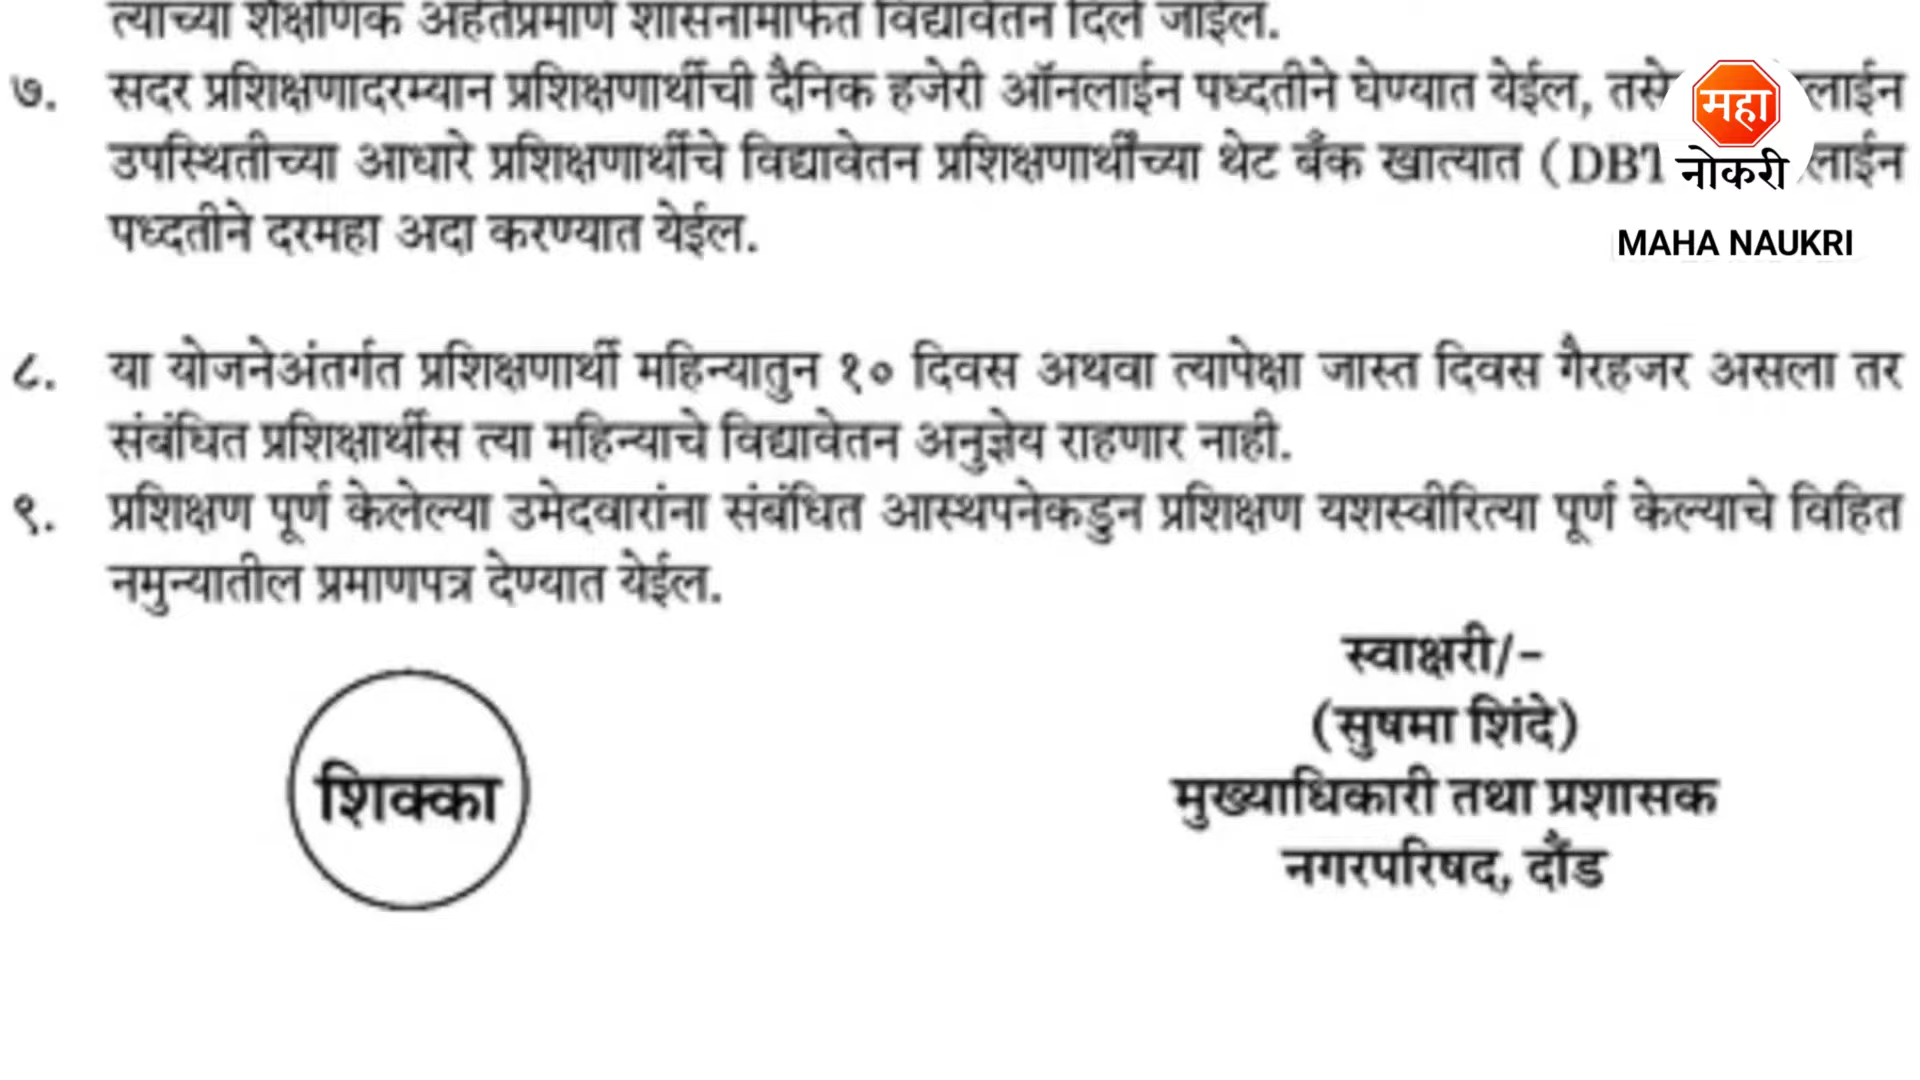 त्यांच्या शैक्षणिक अर्हतेप्रमाणे शासनामार्फत विद्यावेतन दिले जाईल.
७. सदर प्रशिक्षणादरम्यान प्रशिक्षणार्थीची दैनिक हजेरी ऑनलाईन पध्दतीने घेण्यात येईल, तसे लाईन
उपस्थितीच्या आधारे प्रशिक्षणार्थीचे विद्यावेतन प्रशिक्षणार्थींच्या थेट बँक खात्यात (DBT लाईन
पध्दतीने दरमहा अदा करण्यात येईल.
महा
नोकरी
MAHA NAUKRI
८. या योजनेअंतर्गत प्रशिक्षणार्थी महिन्यातुन १० दिवस अथवा त्यापेक्षा जास्त दिवस गैरहजर असला तर
संबंधित प्रशिक्षार्थीस त्या महिन्याचे विद्यावेतन अनुज्ञेय राहणार नाही.
९. प्रशिक्षण पूर्ण केलेल्या उमेदवारांना संबंधित आस्थपनेकडुन प्रशिक्षण यशस्वीरित्या पूर्ण केल्याचे विहित
नमुन्यातील प्रमाणपत्र देण्यात येईल.
स्वाक्षरी/-
(सुषमा शिंदे)
शिक्का
मुख्याधिकारी तथा प्रशासक
नगरपरिषद, दौंड